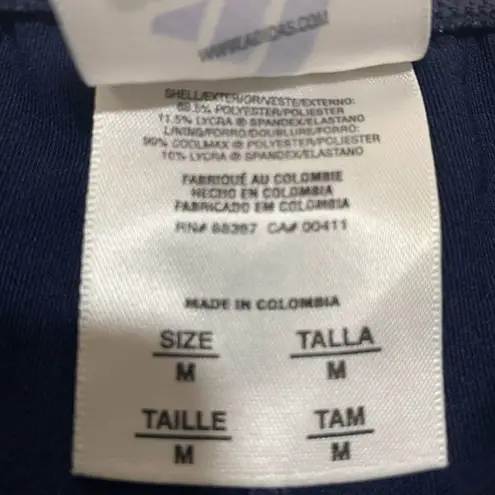 WWW.ADIDAS.COM
SHELL/EXTERIOR/VESTE/EXTERNO:
88.5% POLYESTER/POLIESTER
11.5% LYCRA ® SPANDEX/ELASTANO
LINING/FORRO/DOUBLURE/FORRO:
90% COOLMAX ® POLYESTER/POLIESTER
10% LYCRA ® SPANDEX/ELASTANO
FABRIQUÉ AU COLOMBIE
HECHO EN COLOMBIA
FABRICADO EM COLOMBIA
RN# 88387 CA# 00411
MADE IN COLOMBIA
SIZE TALLA
M M
TAILLE TAM
M M